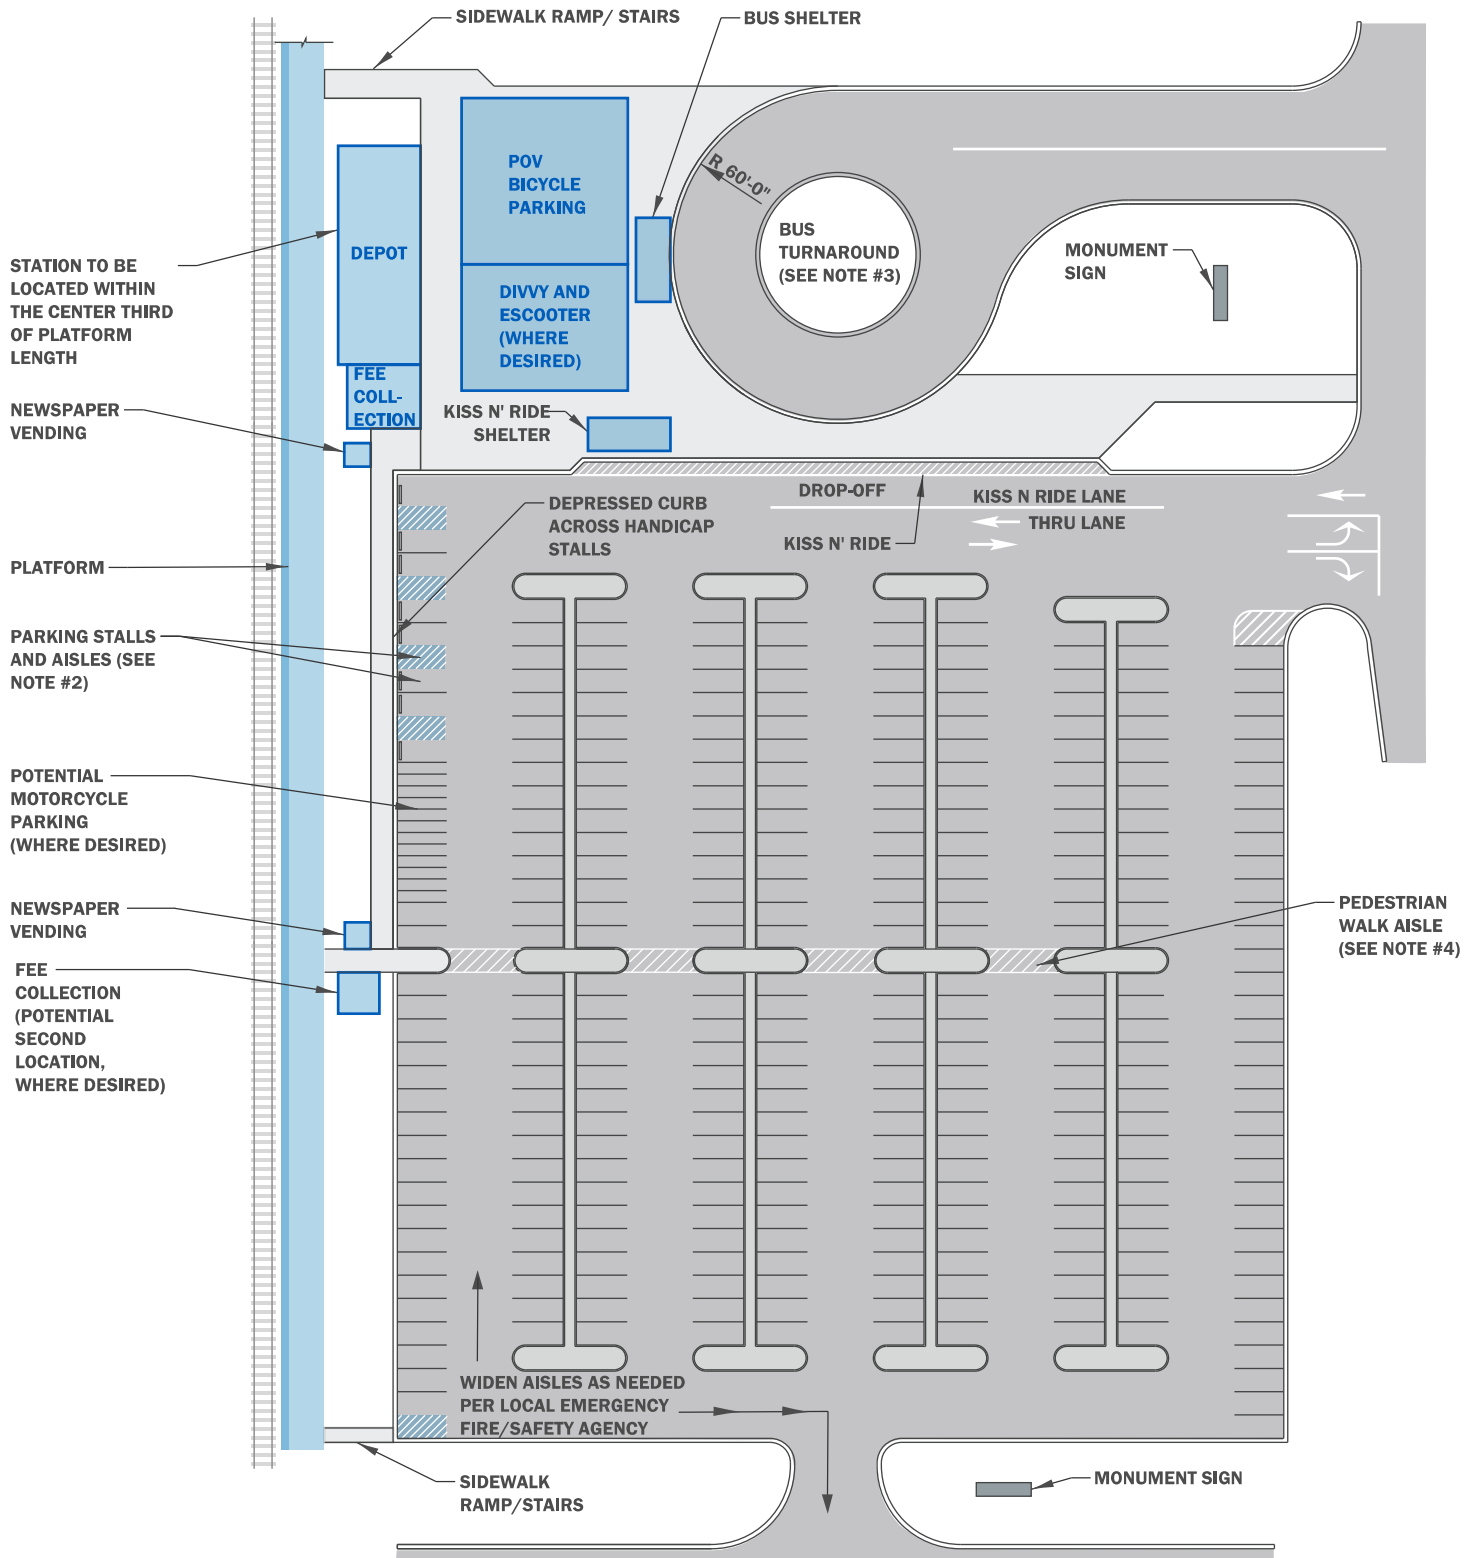 SIDEWALK RAMP/ STAIRS
BUS SHELTER
POV
BICYCLE
PARKING
R 60'-0"
DEPOT
BUS
TURNAROUND
(SEE NOTE #3)
MONUMENT
SIGN
STATION TO BE
LOCATED WITHIN
THE CENTER THIRD
OF PLATFORM
LENGTH
DIVVY AND
ESCOOTER
(WHERE
DESIRED)
FEE
COLL-
ECTION
NEWSPAPER
VENDING
KISS N' RIDE
SHELTER
DROP-OFF
KISS N RIDE LANE
THRU LANE
KISS N' RIDE
DEPRESSED CURB
ACROSS HANDICAP
STALLS
PLATFORM
PARKING STALLS
AND AISLES (SEE
NOTE #2)
POTENTIAL
MOTORCYCLE
PARKING
(WHERE DESIRED)
NEWSPAPER
VENDING
PEDESTRIAN
WALK AISLE
(SEE NOTE #4)
FEE
COLLECTION
(POTENTIAL
SECOND
LOCATION,
WHERE DESIRED)
WIDEN AISLES AS NEEDED
PER LOCAL EMERGENCY
FIRE/SAFETY AGENCY
SIDEWALK
RAMP/STAIRS
MONUMENT SIGN